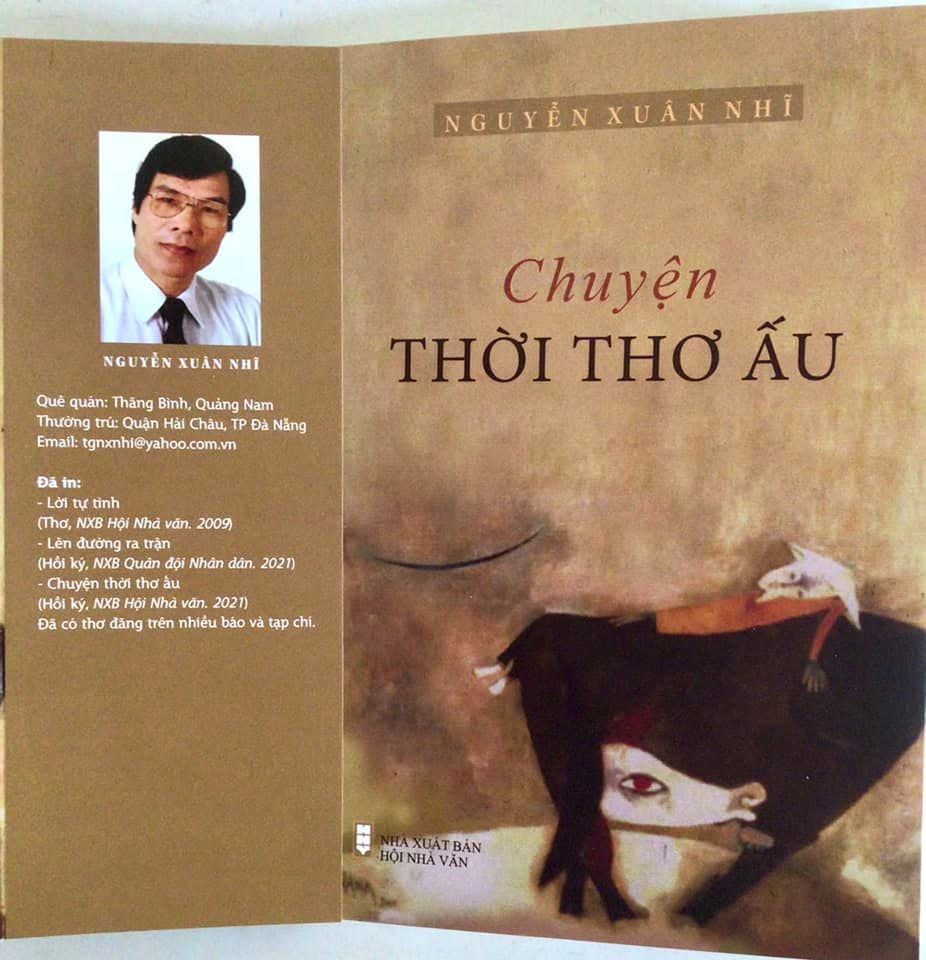 NGUYỄN XUÂN NHĨ
Quê quán: Thăng Bình, Quảng Nam
Thường trú: Quận Hải Châu, TP Đà Nẵng
Email: tgnxnhi@yahoo.com.vn
Đã in:
- Lời tự tình
(Thơ, NXB Hội Nhà văn. 2009)
- Lên đường ra trận
(Hồi ký, NXB Quân đội Nhân dân. 2021)
- Chuyện thời thơ ấu
(Hồi ký, NXB Hội Nhà văn. 2021)
Đã có thơ đăng trên nhiều báo và tạp chí.
NGUYỄN XUÂN NHĨ
Chuyện
THỜI THƠ ẤU
NHÀ XUẤT BẢN
HỘI NHÀ VĂN